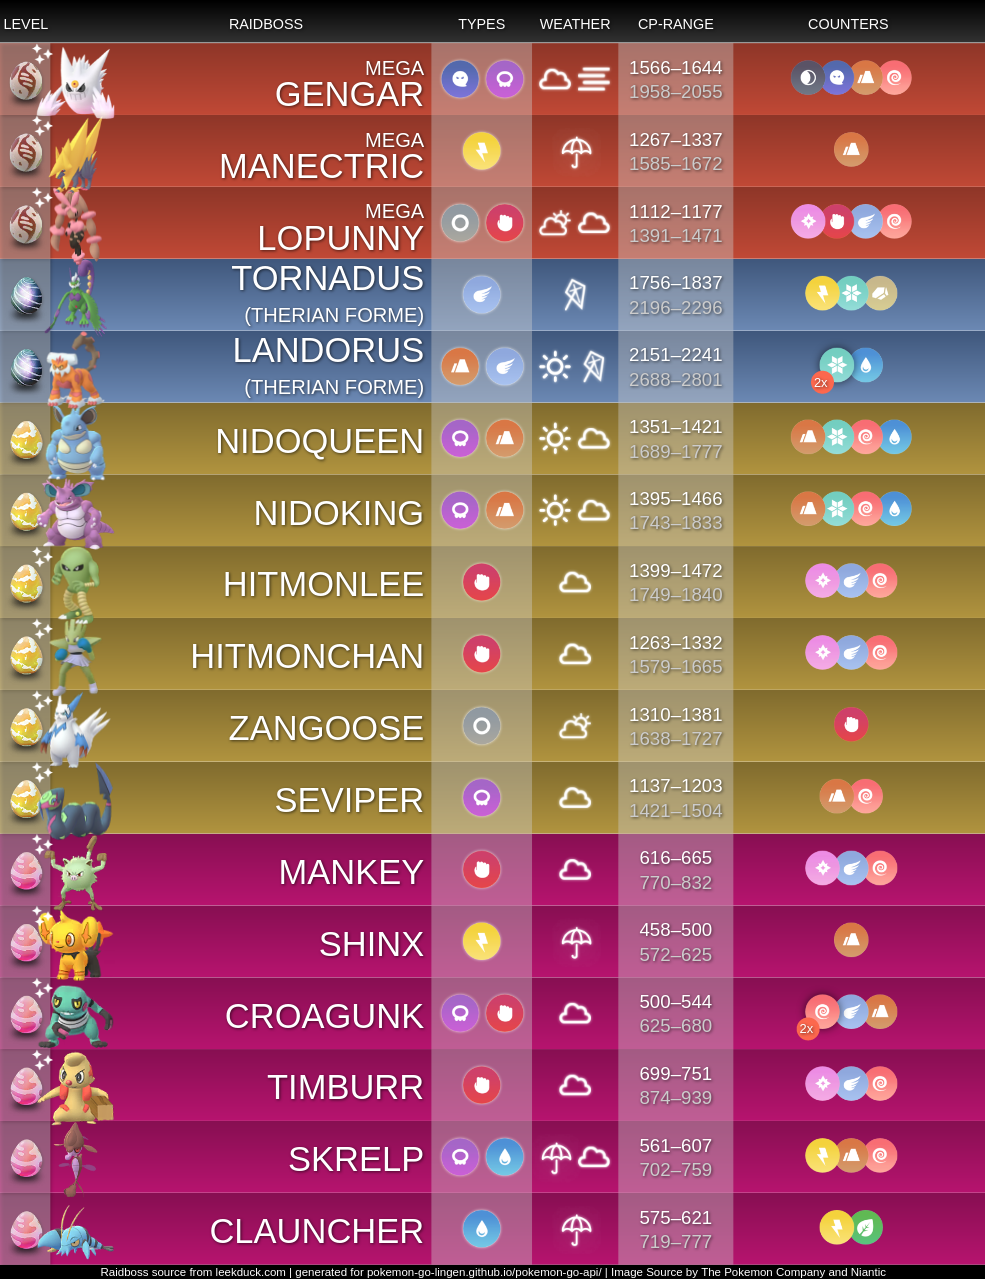 LEVEL RAIDBOSS TYPES WEATHER CP-RANGE COUNTERS
MEGA
GENGAR
1566–1644
1958–2055
MEGA
MANECTRIC
1267–1337
1585–1672
MEGA
LOPUNNY
1112–1177
1391–1471
TORNADUS
(THERIAN FORME)
1756–1837
2196–2296
LANDORUS
(THERIAN FORME)
2151–2241
2688–2801
2x
NIDOQUEEN
1351–1421
1689–1777
NIDOKING
1395–1466
1743–1833
HITMONLEE
1399–1472
1749–1840
HITMONCHAN
1263–1332
1579–1665
ZANGOOSE
1310–1381
1638–1727
SEVIPER
1137–1203
1421–1504
MANKEY
616–665
770–832
SHINX
458–500
572–625
CROAGUNK
500–544
625–680
2x
TIMBURR
699–751
874–939
SKRELP
561–607
702–759
CLAUNCHER
575–621
719–777
Raidboss source from leekduck.com | generated for pokemon-go-lingen.github.io/pokemon-go-api/ | Image Source by The Pokemon Company and Niantic